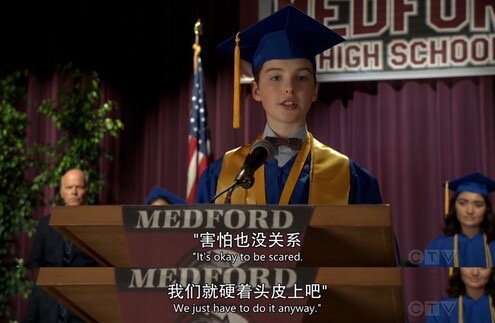 MEDFORD
HIGH SCHOOL
MEDFORD
"害怕也没关系
"It's okay to be scared.
CTV
我们就硬着头皮上吧"
We just have to do it anyway."
CTV